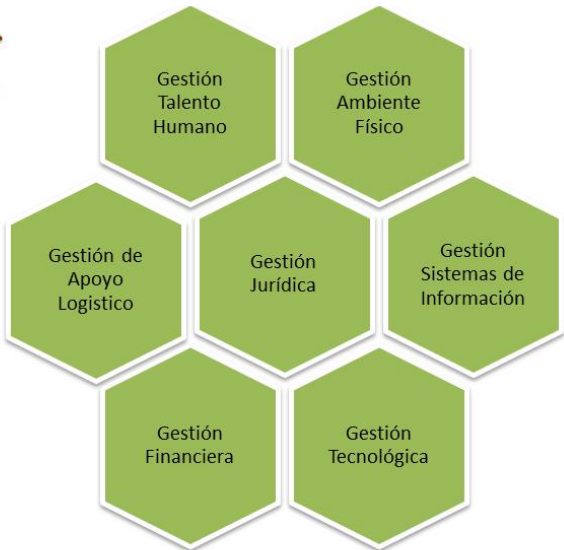 Gestión
Talento
Humano
Gestión
Ambiente
Físico
Gestión de
Apoyo
Logistico
Gestión
Jurídica
Gestión
Sistemas de
Información
Gestión
Financiera
Gestión
Tecnológica